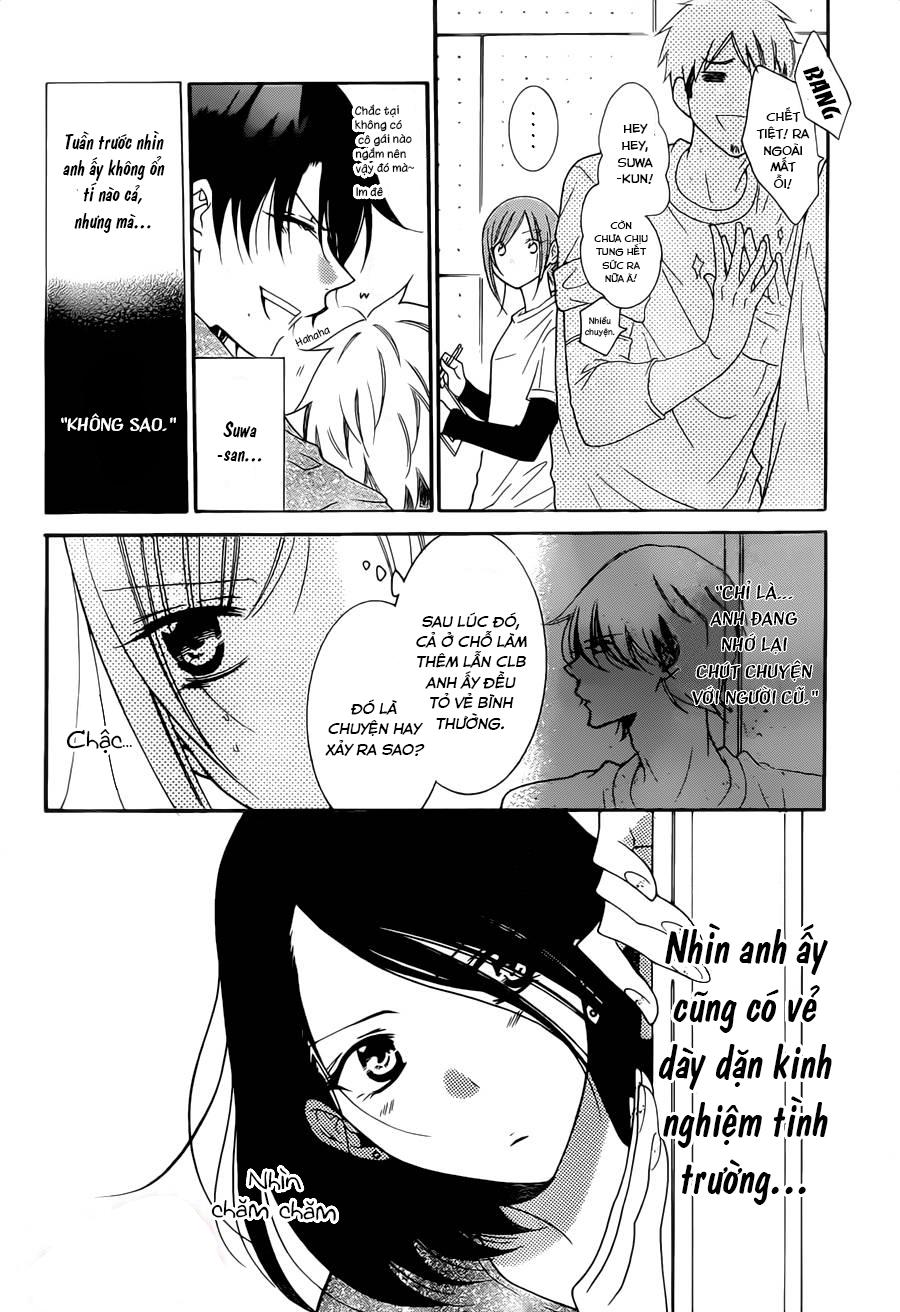 BANG
CHẾT
TIỆT! RA
NGOÀI
MẤT
ỒI!
HEY
HEY,
SUWA
-KUN!
CÒN
CHƯA CHỊU
TUNG HẾT
SỨC RA
NỮA Á!
Nhiều
chuyện.
...
Chắc tại
không có
cô gái nào
ngắm nên
vậy đó mà~
Im đê
Hahaha
Suwa
-san...
Tuần trước nhìn
anh ấy không ổn
tí nào cả,
nhưng mà...
"KHÔNG SAO."
"CHỈ LÀ...
ANH ĐANG
NHỚ LẠI
CHÚT CHUYỆN
VỚI NGƯỜI CŨ."
SAU LÚC ĐÓ,
CẢ Ở CHỖ LÀM
THÊM LẪN CLB
ANH ẤY ĐỀU
TỎ VẺ BÌNH
THƯỜNG.
ĐÓ LÀ
CHUYỆN HAY
XẢY RA SAO?
Chậc...
Nhìn anh ấy
cũng có vẻ
dày dặn kinh
nghiệm tình
trường...
Nhìn
chăm chăm